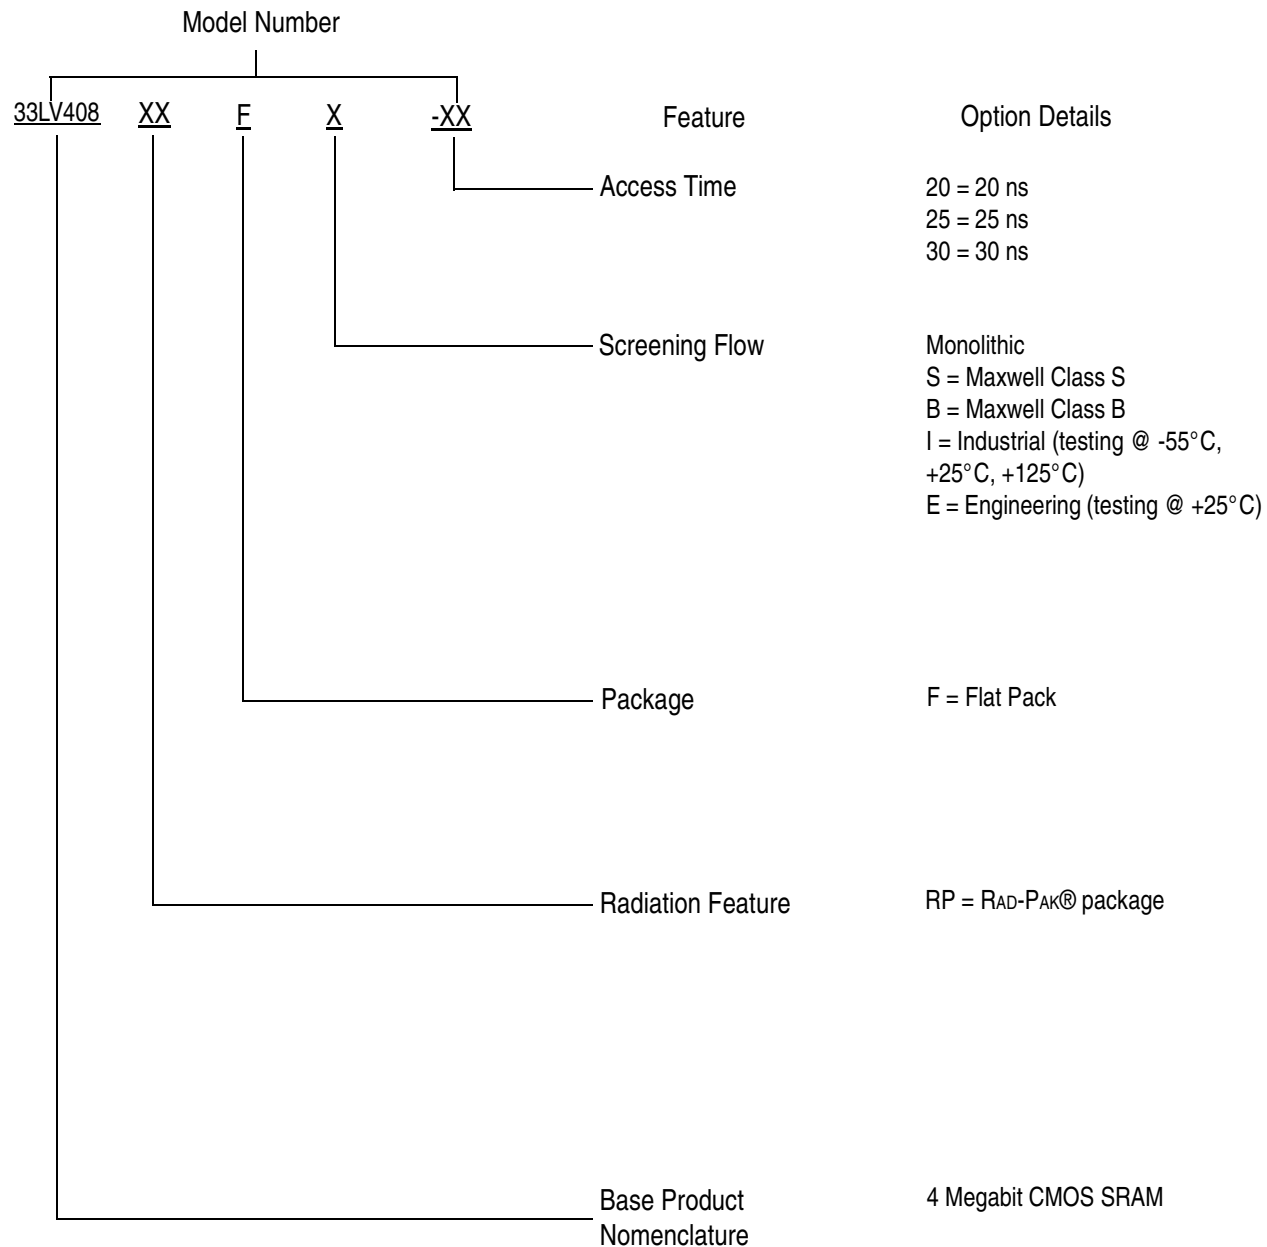 Model Number
33LV408 XX F X -XX Feature Option Details
Access Time 20 = 20 ns
25 = 25 ns
30 = 30 ns
Screening Flow Monolithic
S = Maxwell Class S
B = Maxwell Class B
I = Industrial (testing @ -55°C,
+25°C, +125°C)
E = Engineering (testing @ +25°C)
Package F = Flat Pack
Radiation Feature RP = RAD-PAK® package
Base Product 4 Megabit CMOS SRAM
Nomenclature